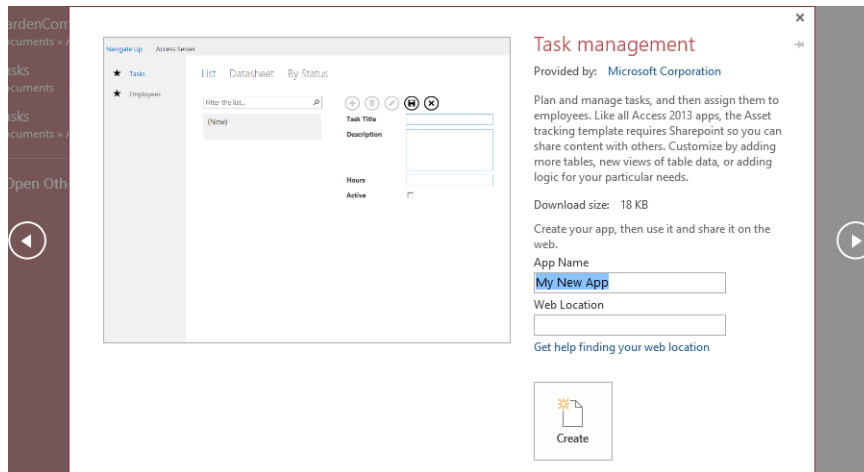 ardenCom
ocuments » A
asks
ocuments
asks
ocuments » A
Open Oth
Navigate Up Access Server
Tasks
Employees
List Datasheet By Status
Filter the list...
(New)
Task Title
Description
Hours
Active
Task management
Provided by: Microsoft Corporation
Plan and manage tasks, and then assign them to
employees. Like all Access 2013 apps, the Asset
tracking template requires Sharepoint so you can
share content with others. Customize by adding
more tables, new views of table data, or adding
logic for your particular needs.
Download size: 18 KB
Create your app, then use it and share it on the
web.
App Name
My New App
Web Location
Get help finding your web location
Create